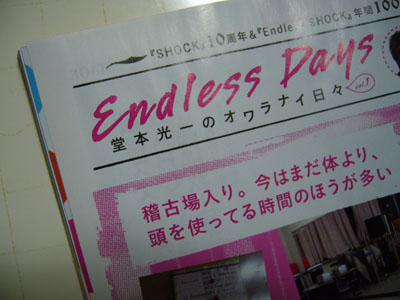 『SHOCK』10周年&『Endless SHOCK』年間100
Endless Days
堂本光一のオワラナイ日々 vol.1
稽古場入り。今はまだ体より、
頭を使ってる時間のほうが多い